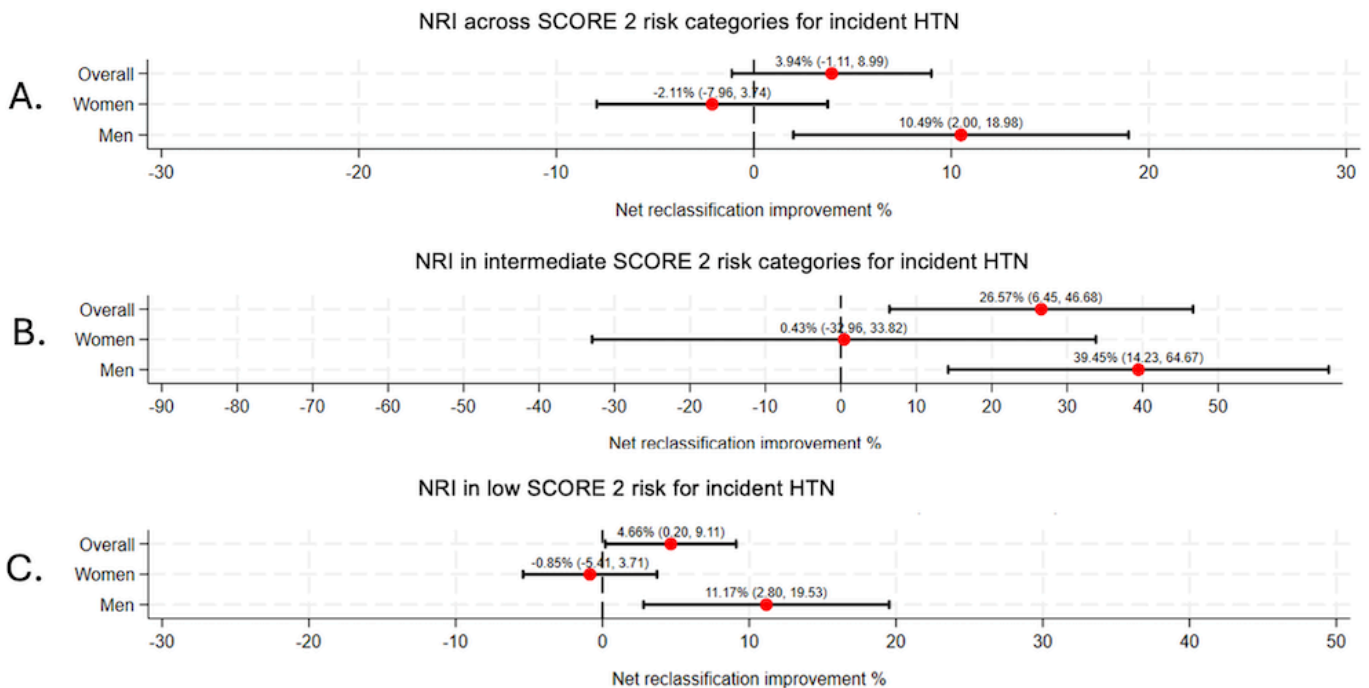 NRI across SCORE 2 risk categories for incident HTN
A.
Overall
3.94% (-1.11, 8.99)
Women
-2.11% (-7.96, 3.74)
Men
10.49% (2.00, 18.98)
-30 -20 -10 0 10 20 30
Net reclassification improvement %
NRI in intermediate SCORE 2 risk categories for incident HTN
B.
Overall
26.57% (6.45, 46.68)
Women
0.43% (-32.96, 33.82)
Men
39.45% (14.23, 64.67)
-90 -80 -70 -60 -50 -40 -30 -20 -10 0 10 20 30 40 50
Net reclassification improvement %
NRI in low SCORE 2 risk for incident HTN
C.
Overall
4.66% (0.20, 9.11)
Women
-0.85% (-5.41, 3.71)
Men
11.17% (2.80, 19.53)
-30 -20 -10 0 10 20 30 40 50
Net reclassification improvement %